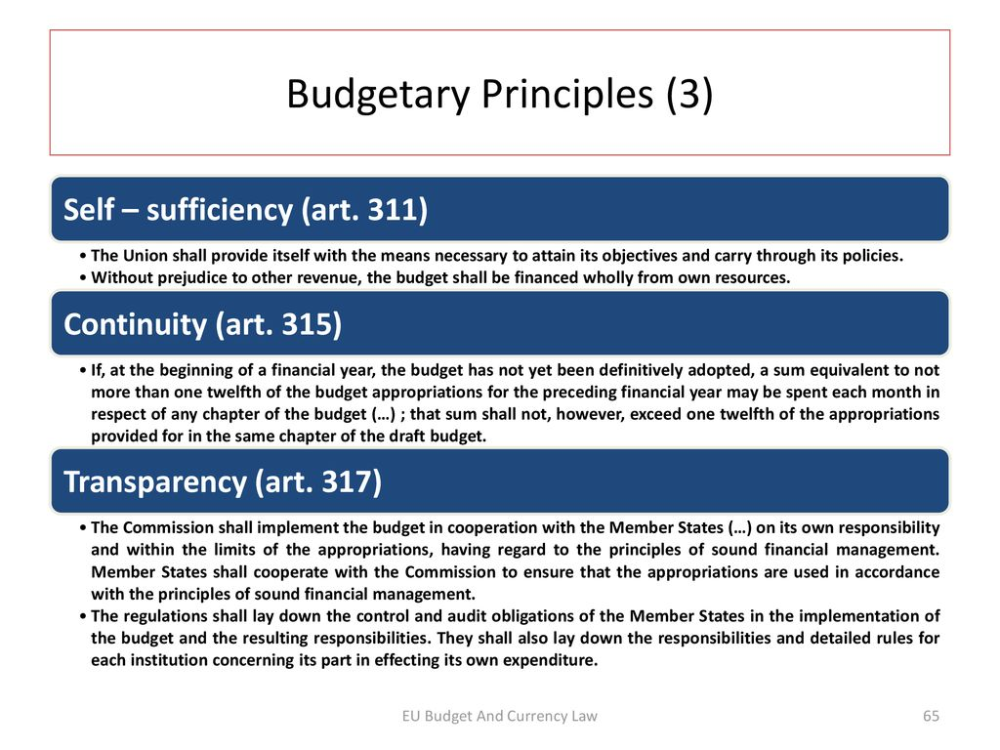 Budgetary Principles (3)
Self – sufficiency (art. 311)
• The Union shall provide itself with the means necessary to attain its objectives and carry through its policies.
• Without prejudice to other revenue, the budget shall be financed wholly from own resources.
Continuity (art. 315)
• If, at the beginning of a financial year, the budget has not yet been definitively adopted, a sum equivalent to not
more than one twelfth of the budget appropriations for the preceding financial year may be spent each month in
respect of any chapter of the budget (…) ; that sum shall not, however, exceed one twelfth of the appropriations
provided for in the same chapter of the draft budget.
Transparency (art. 317)
• The Commission shall implement the budget in cooperation with the Member States (…) on its own responsibility
and within the limits of the appropriations, having regard to the principles of sound financial management.
Member States shall cooperate with the Commission to ensure that the appropriations are used in accordance
with the principles of sound financial management.
• The regulations shall lay down the control and audit obligations of the Member States in the implementation of
the budget and the resulting responsibilities. They shall also lay down the responsibilities and detailed rules for
each institution concerning its part in effecting its own expenditure.
EU Budget And Currency Law
65